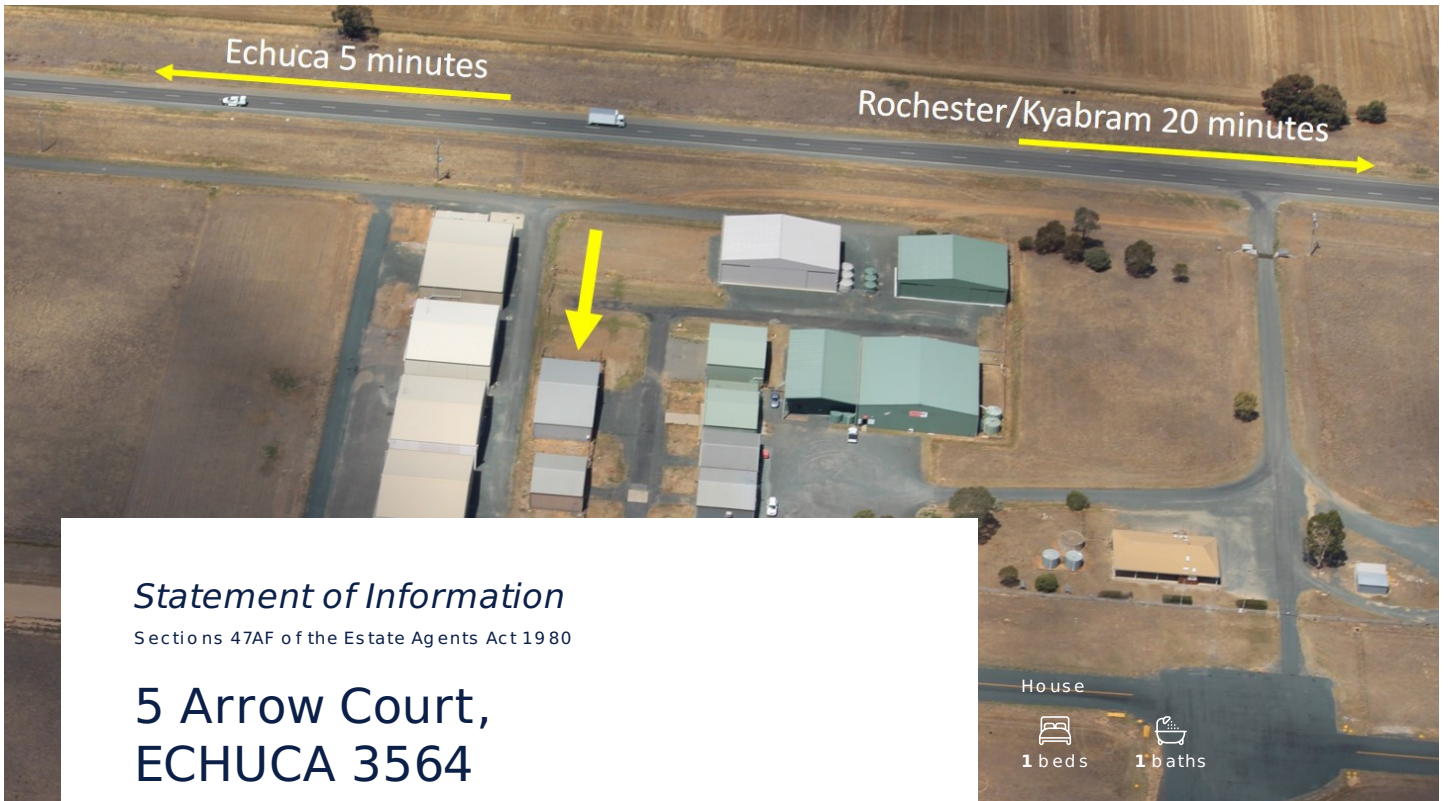 Echuca 5 minutes
Rochester/Kyabram 20 minutes
Statement of Information
Sections 47AF of the Estate Agents Act 1980
5 Arrow Court,
ECHUCA 3564
House
1 beds 1 baths